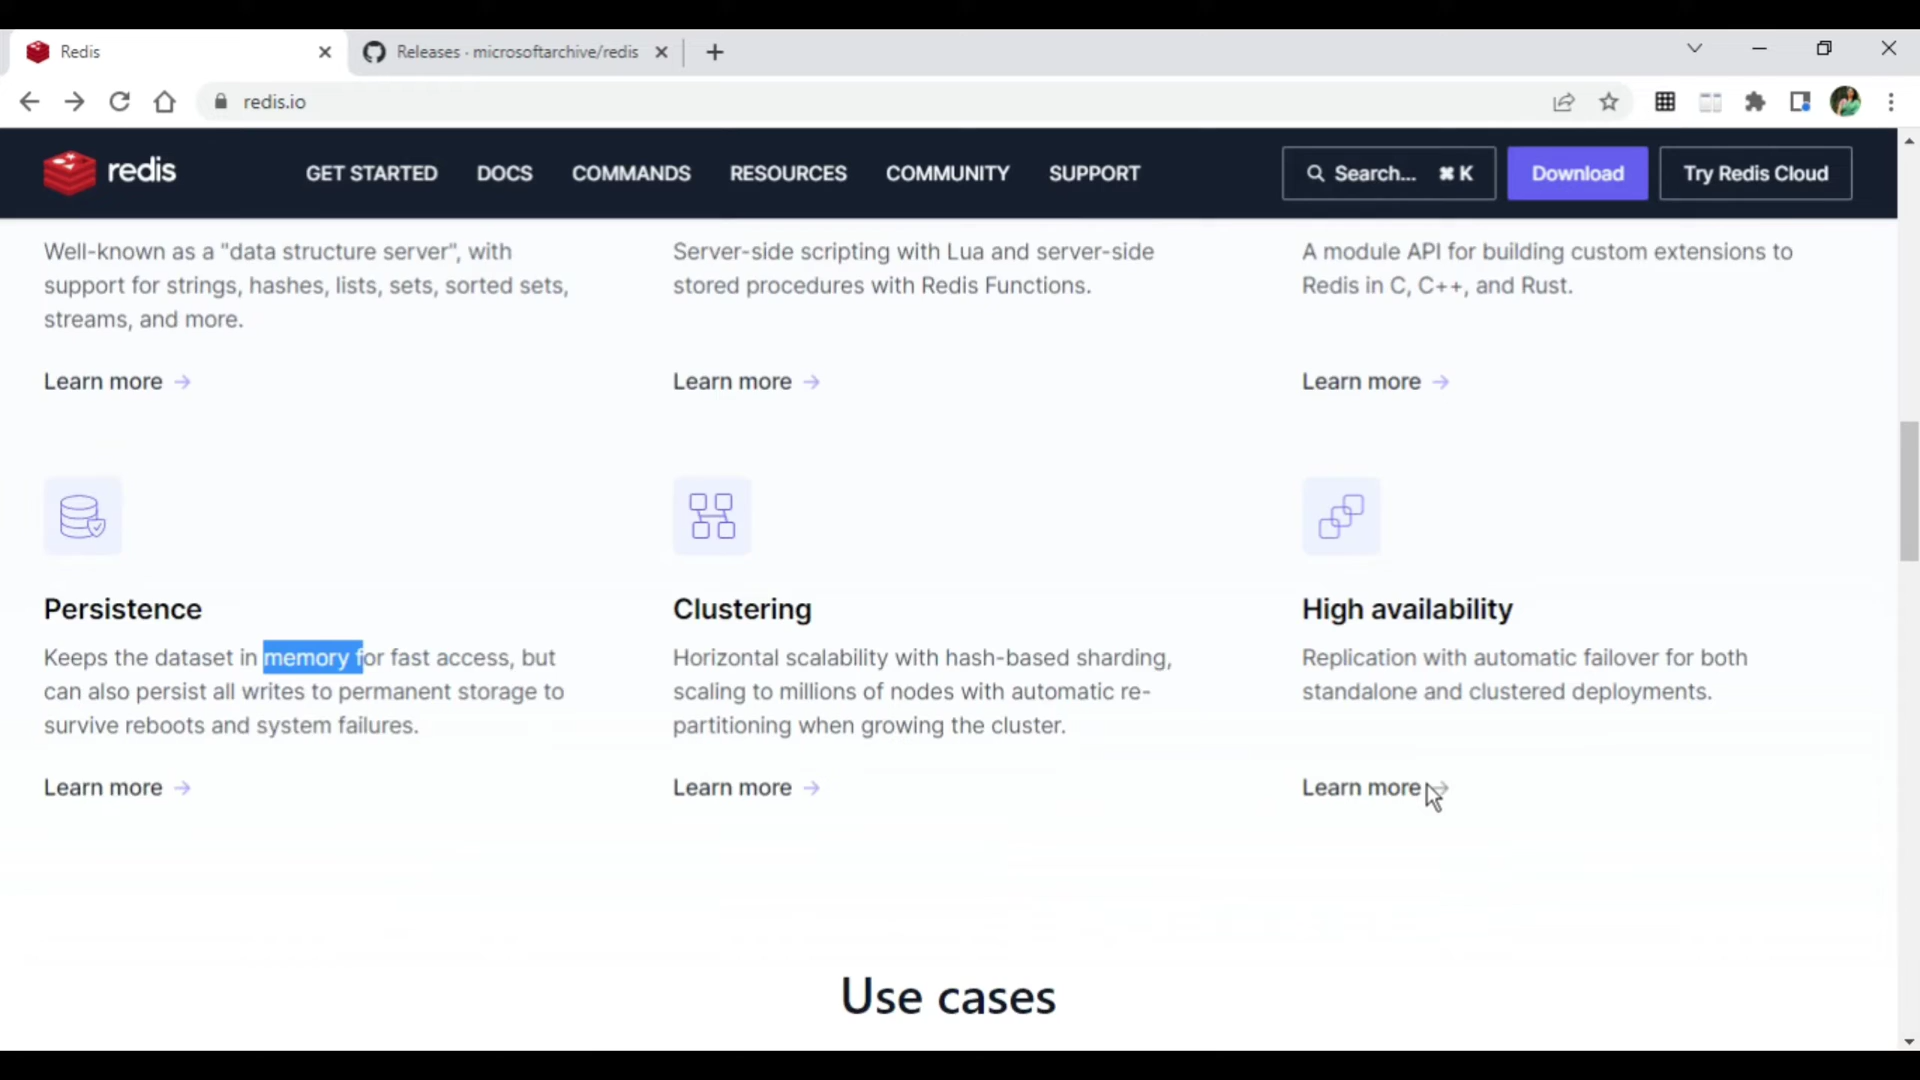 Redis
Releases · microsoftarchive/redis
redis.io
redis
GET STARTED
DOCS
COMMANDS
RESOURCES
COMMUNITY
SUPPORT
Search... ⌘ K
Download
Try Redis Cloud
Well-known as a "data structure server", with
support for strings, hashes, lists, sets, sorted sets,
streams, and more.
Learn more →
Server-side scripting with Lua and server-side
stored procedures with Redis Functions.
Learn more →
A module API for building custom extensions to
Redis in C, C++, and Rust.
Learn more →
Persistence
Keeps the dataset in memory for fast access, but
can also persist all writes to permanent storage to
survive reboots and system failures.
Learn more →
Clustering
Horizontal scalability with hash-based sharding,
scaling to millions of nodes with automatic re-
partitioning when growing the cluster.
Learn more →
High availability
Replication with automatic failover for both
standalone and clustered deployments.
Learn more →
Use cases